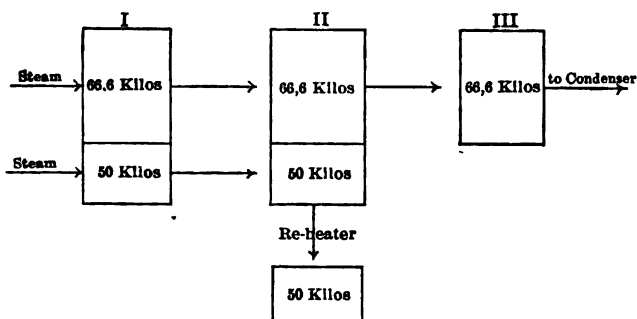 I
II
III
Steam
66.6 Kilos
66,6 Kilos
66,6 Kilos
to Condenser
Steam
50 Kilos
50 Kilos
Re-heater
50 Kilos